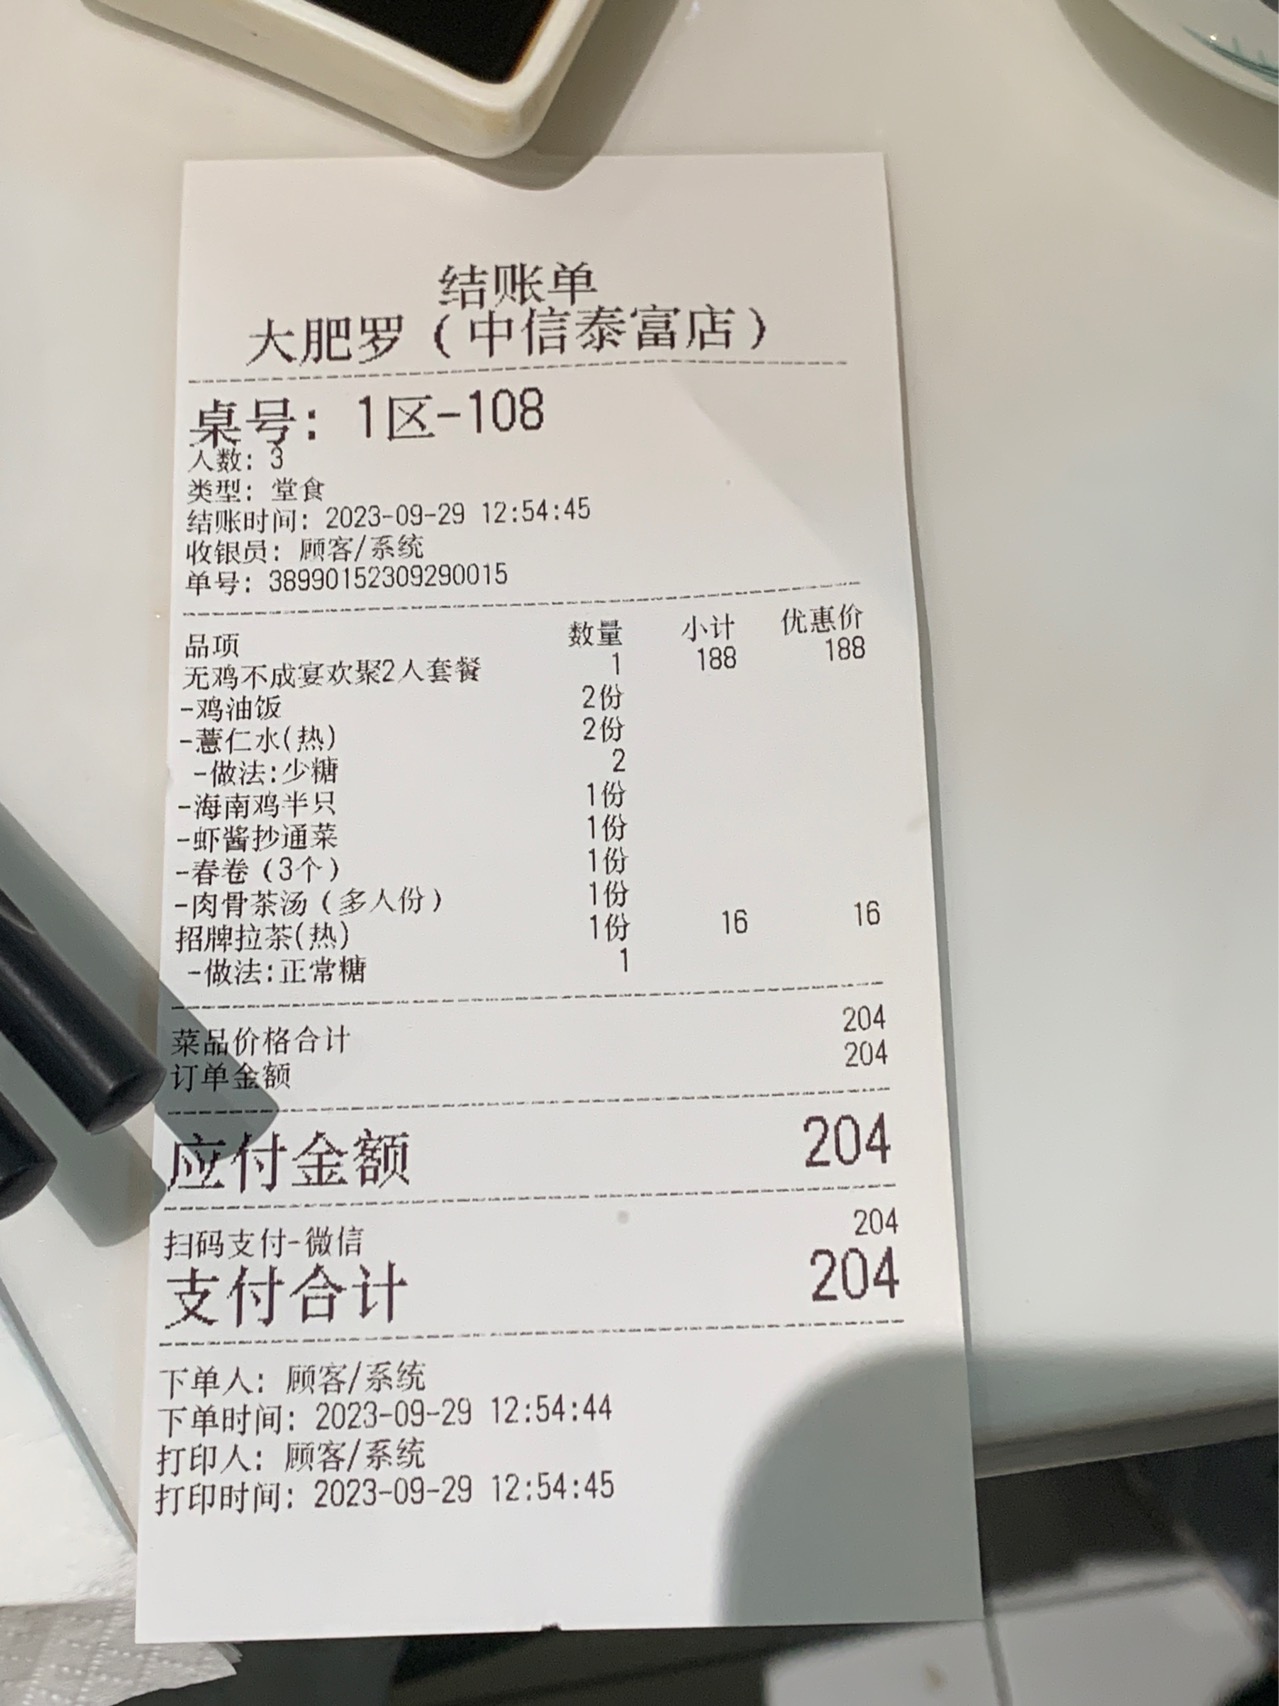 结账单
大肥罗（中信泰富店）
桌号：1区-108
人数：3
类型：堂食
结账时间：2023-09-29 12:54:45
收银员：顾客/系统
单号：38990152309290015
品项 数量 小计 优惠价
无鸡不成宴欢聚2人套餐 1 188 188
-鸡油饭 2份
-薏仁水(热) 2份
-做法:少糖 2
-海南鸡半只 1份
-虾酱抄通菜 1份
-春卷（3个） 1份
-肉骨茶汤（多人份） 1份
招牌拉茶(热) 1份 16 16
-做法:正常糖 1
菜品价格合计 204
订单金额 204
应付金额 204
扫码支付-微信 204
支付合计 204
下单人：顾客/系统
下单时间：2023-09-29 12:54:44
打印人：顾客/系统
打印时间：2023-09-29 12:54:45